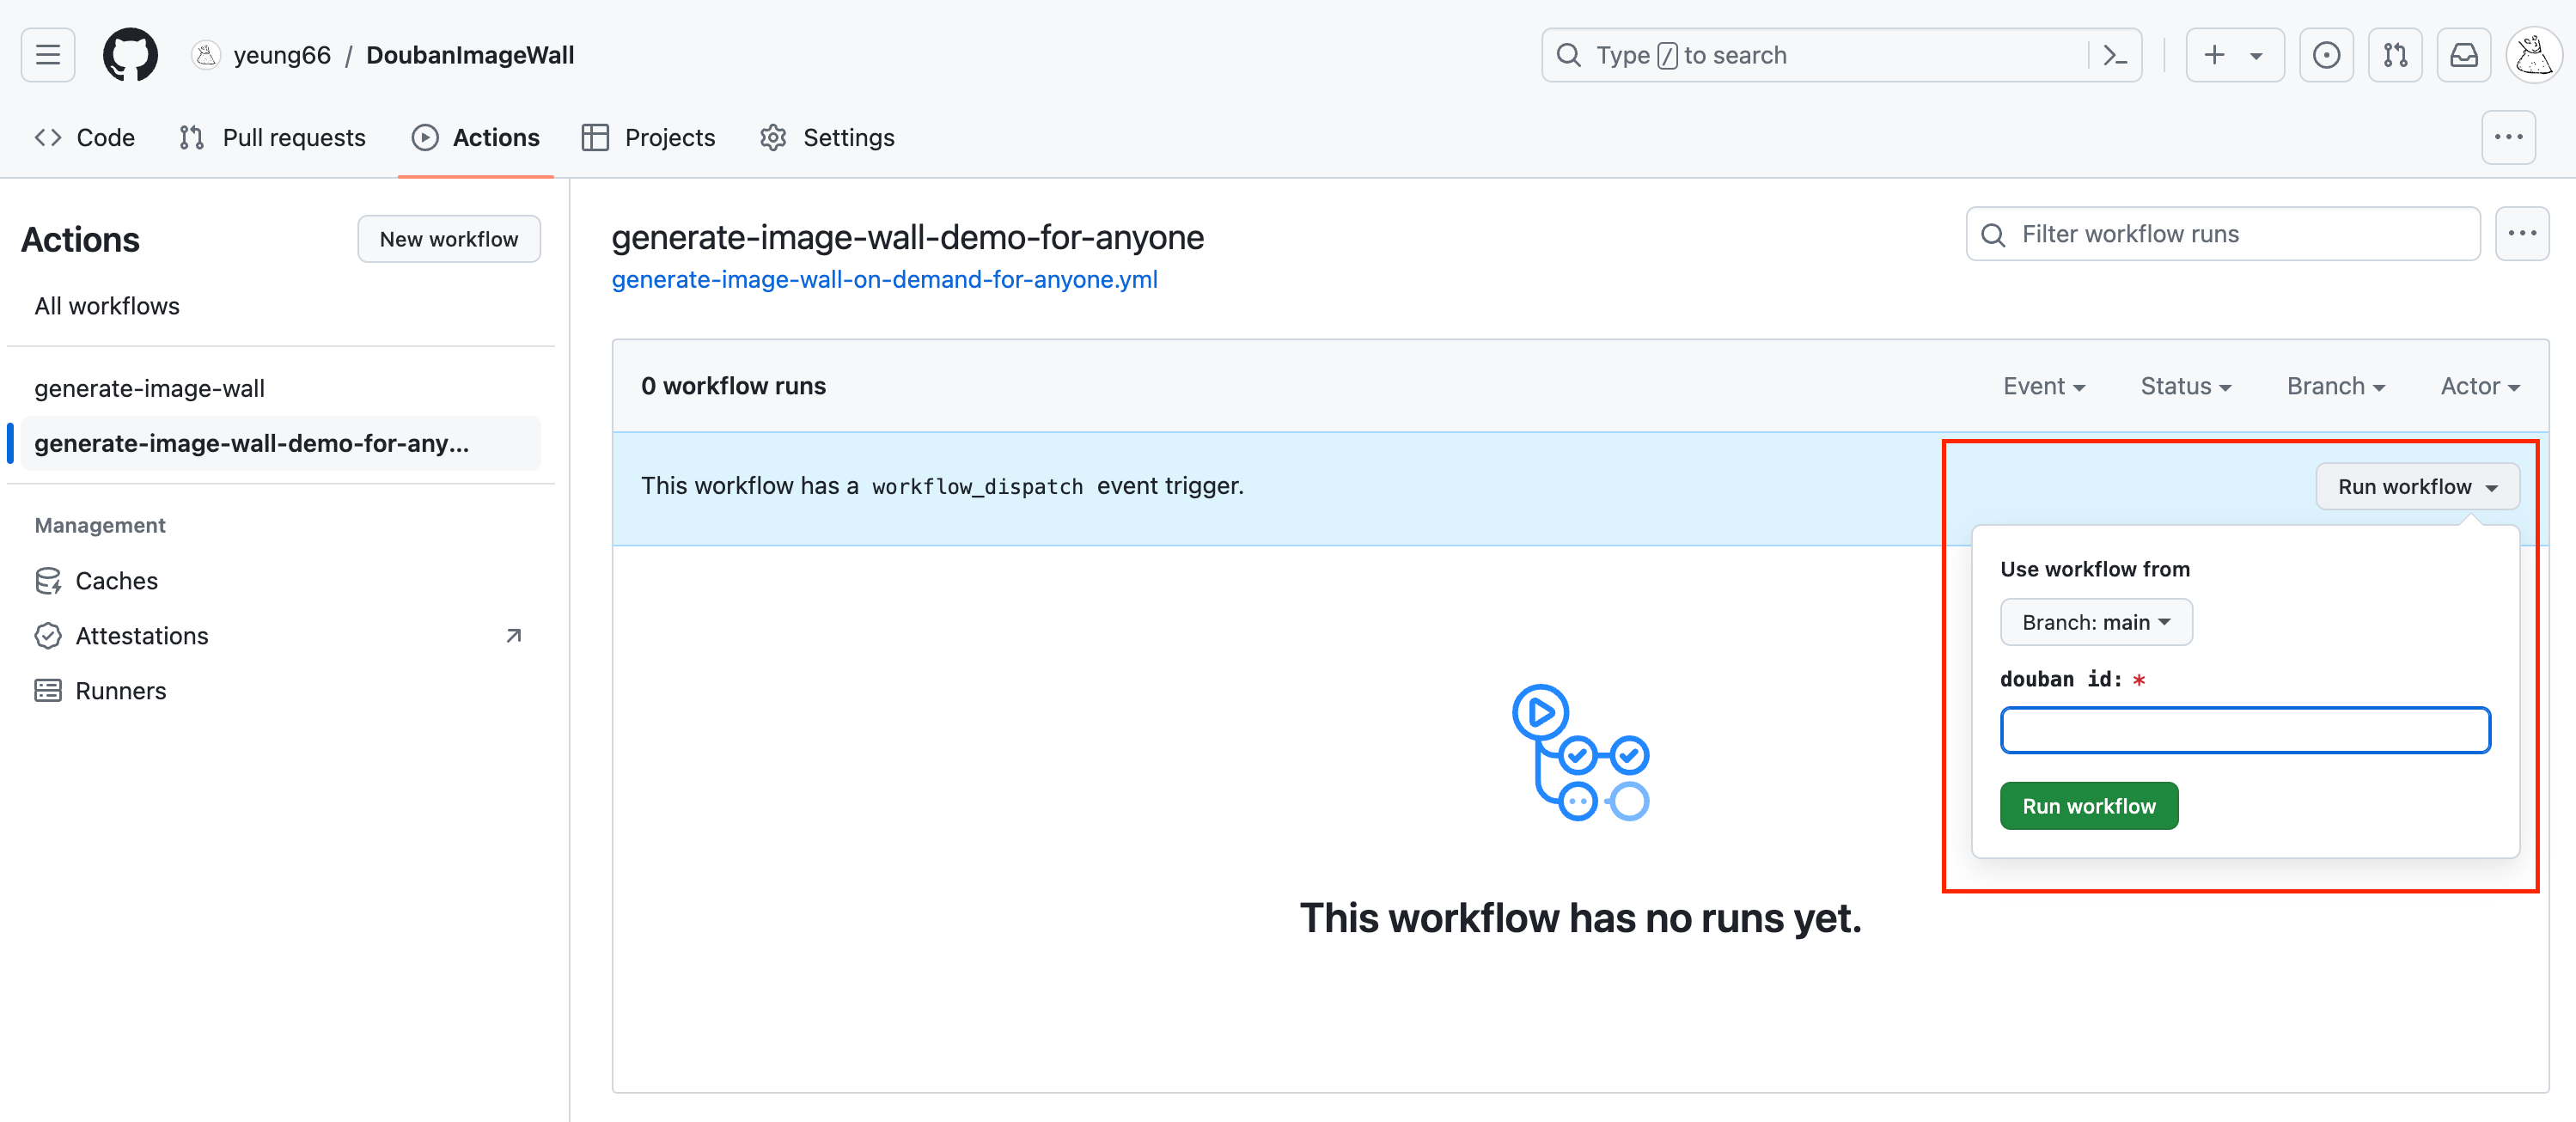 yeung66 / DoubanImageWall
Type / to search
Code
Pull requests
Actions
Projects
Settings
Actions
New workflow
All workflows
generate-image-wall
generate-image-wall-demo-for-any...
Management
Caches
Attestations
Runners
generate-image-wall-demo-for-anyone
generate-image-wall-on-demand-for-anyone.yml
Filter workflow runs
0 workflow runs
Event
Status
Branch
Actor
This workflow has a workflow_dispatch event trigger.
Run workflow
Use workflow from
Branch: main
douban id: *
Run workflow
This workflow has no runs yet.